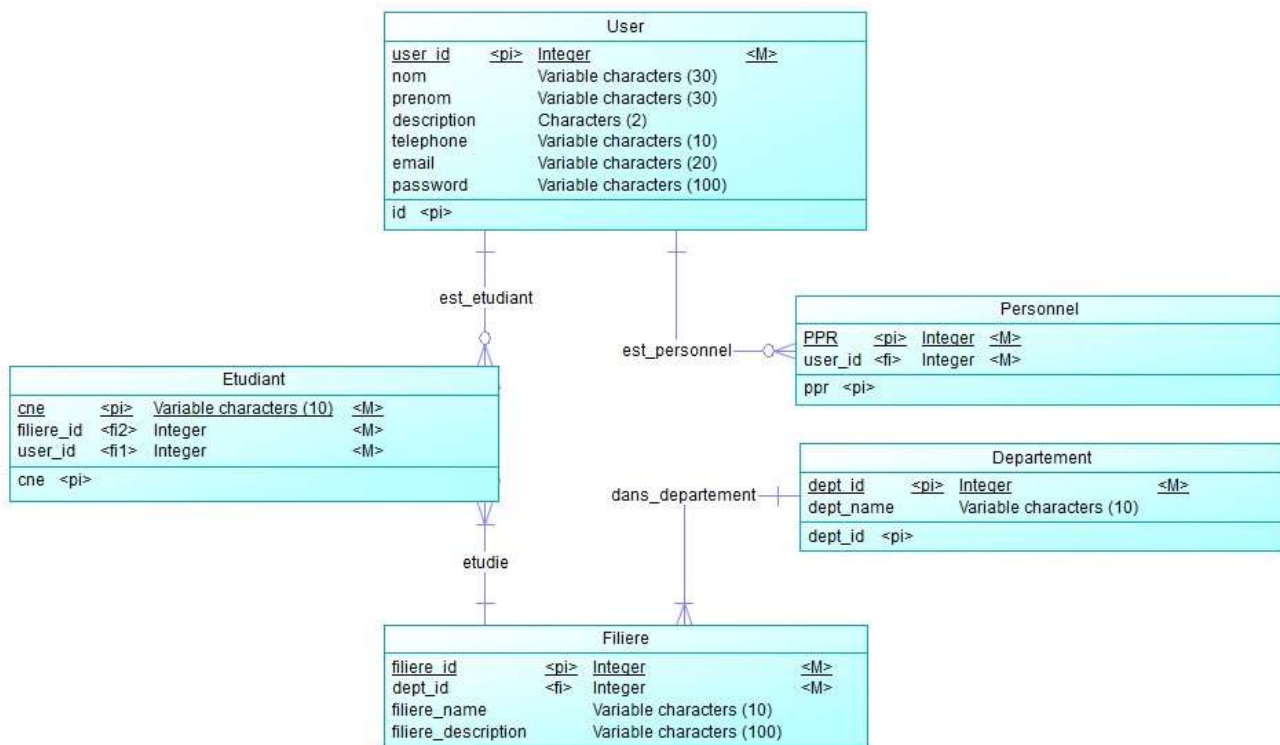 User
user_id <pi> Integer <M>
nom Variable characters (30)
prenom Variable characters (30)
description Characters (2)
telephone Variable characters (10)
email Variable characters (20)
password Variable characters (100)
id <pi>
est_etudiant
est_personnel
Personnel
PPR <pi> Integer <M>
user_id <fi> Integer <M>
ppr <pi>
Etudiant
cne <pi> Variable characters (10) <M>
filiere_id <fi2> Integer <M>
user_id <fi1> Integer <M>
cne <pi>
Departement
dept_id <pi> Integer <M>
dept_name Variable characters (10)
dept_id <pi>
dans_departement
etudie
Filiere
filiere_id <pi> Integer <M>
dept_id <fi> Integer <M>
filiere_name Variable characters (10)
filiere_description Variable characters (100)